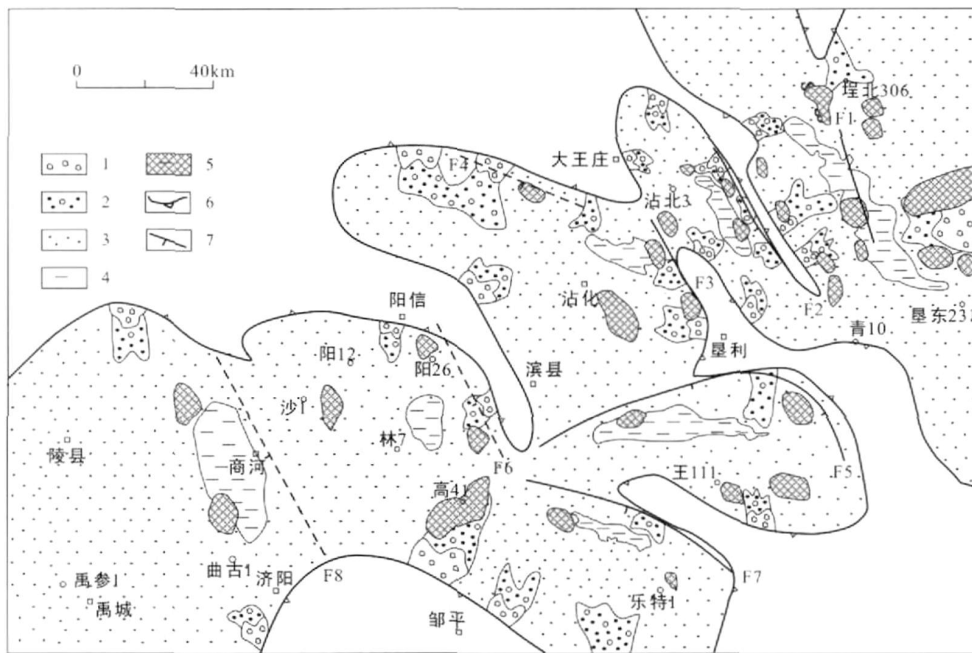 0 40km
埕北306
F1
大王庄
F4
1 5
沾北3
2 6
3 7
4
F3
沾化
F2
阳信
垦东23
青10
垦利
阳12
阳26
滨县
沙1
林7
陵县
商河
F6
王111
F5
高41
曲古1
F8
济阳
F7
禹参1
禹城
乐特1
邹平